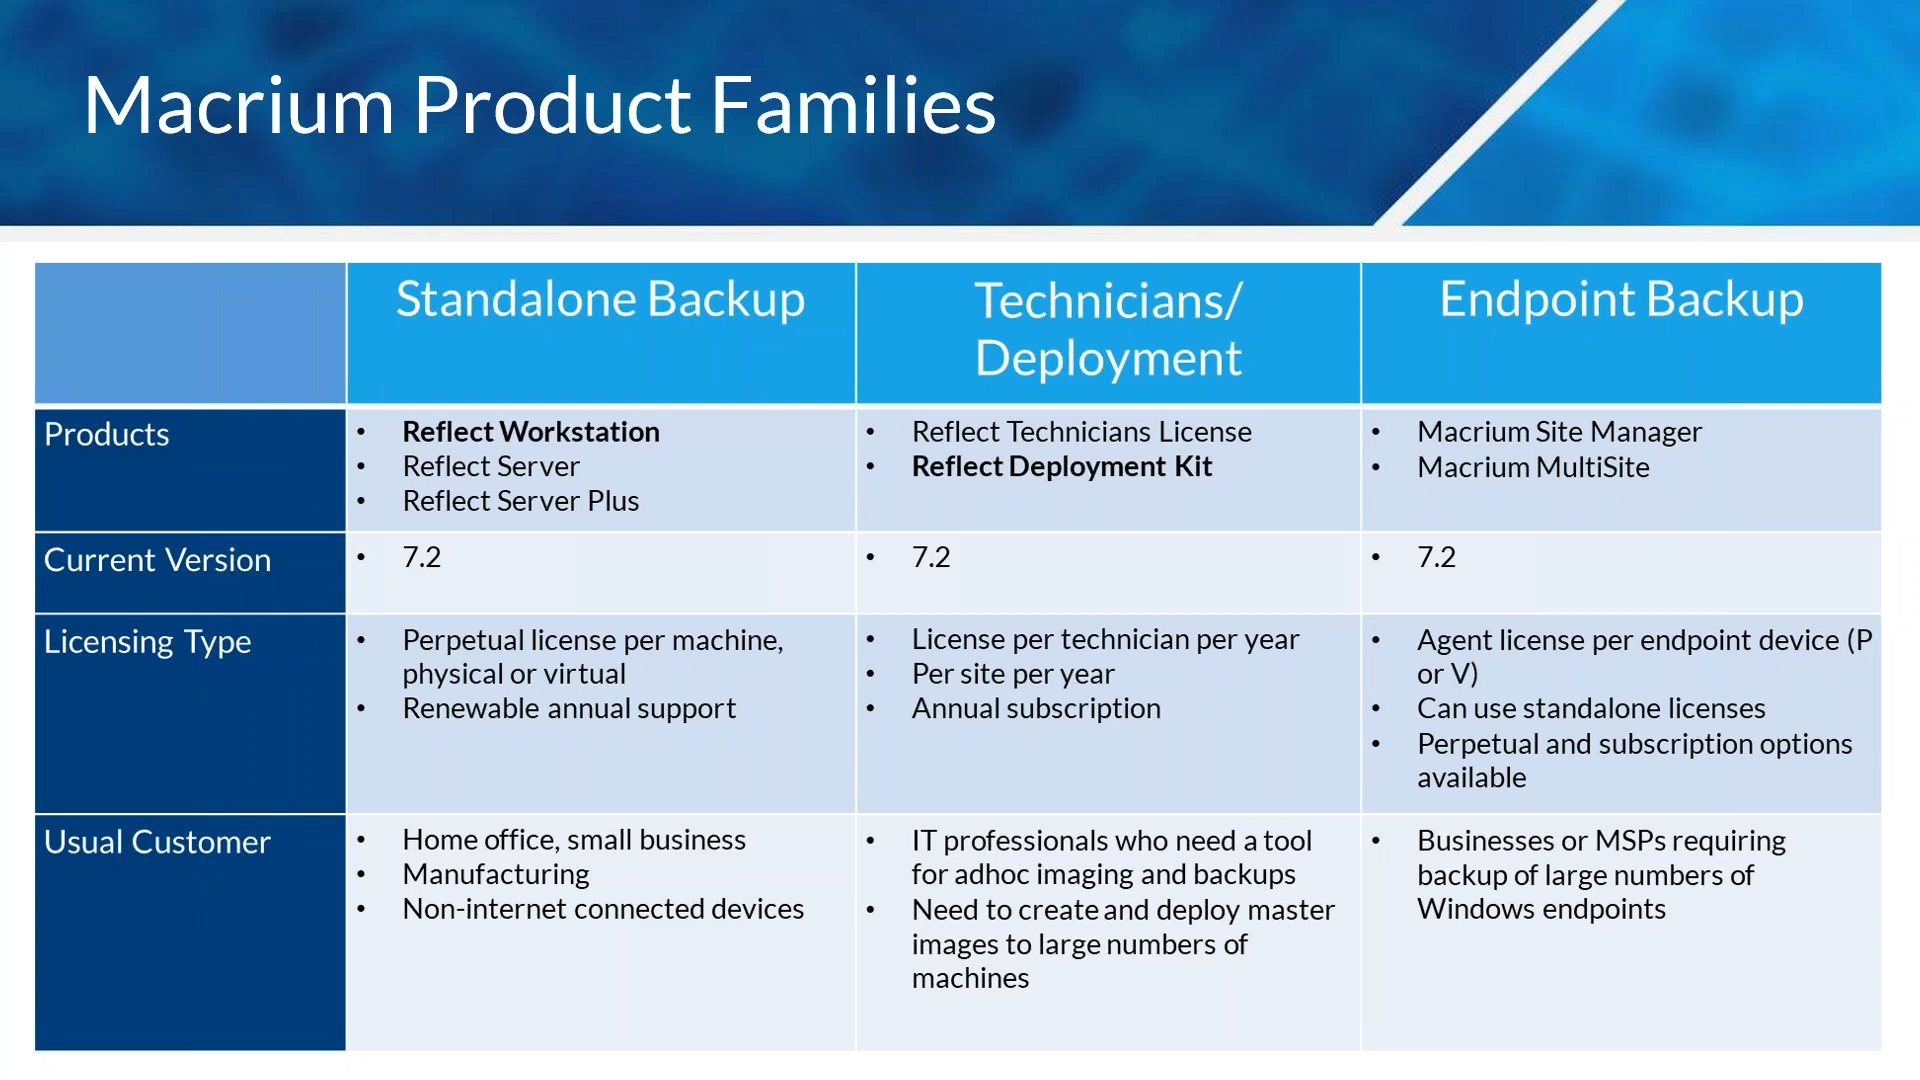 Macrium Product Families
Standalone Backup
Technicians/
Deployment
Endpoint Backup
Products
• Reflect Workstation
• Reflect Server
• Reflect Server Plus
• Reflect Technicians License
• Reflect Deployment Kit
• Macrium Site Manager
• Macrium MultiSite
Current Version
• 7.2
• 7.2
• 7.2
Licensing Type
• Perpetual license per machine,
physical or virtual
• Renewable annual support
• License per technician per year
• Per site per year
• Annual subscription
• Agent license per endpoint device (P
or V)
• Can use standalone licenses
• Perpetual and subscription options
available
Usual Customer
• Home office, small business
• Manufacturing
• Non-internet connected devices
• IT professionals who need a tool
for adhoc imaging and backups
• Need to create and deploy master
images to large numbers of
machines
• Businesses or MSPs requiring
backup of large numbers of
Windows endpoints